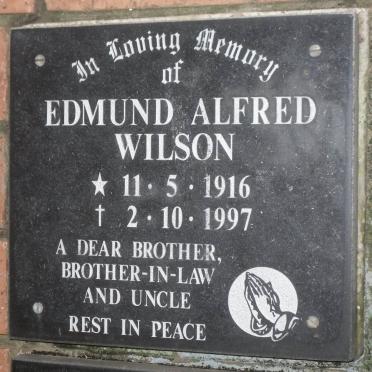 In Loving Memory
of
EDMUND ALFRED
WILSON
★ 11 · 5 · 1916
† 2 · 10 · 1997
A DEAR BROTHER,
BROTHER-IN-LAW
AND UNCLE
REST IN PEACE